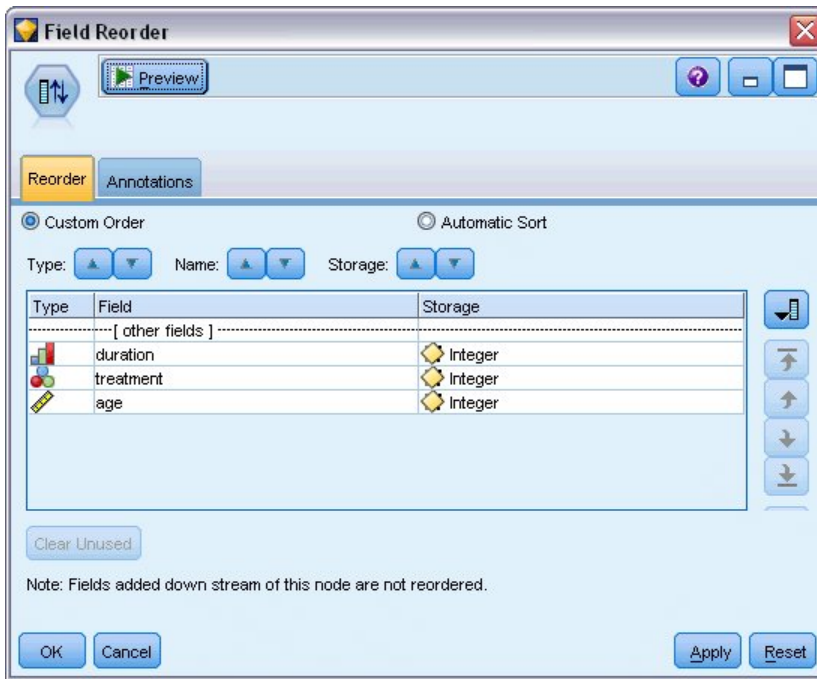 Field Reorder
Preview
Reorder Annotations
Custom Order Automatic Sort
Type: Name: Storage:
Type Field Storage
[ other fields ]
duration Integer
treatment Integer
age Integer
Clear Unused
Note: Fields added down stream of this node are not reordered.
OK Cancel Apply Reset